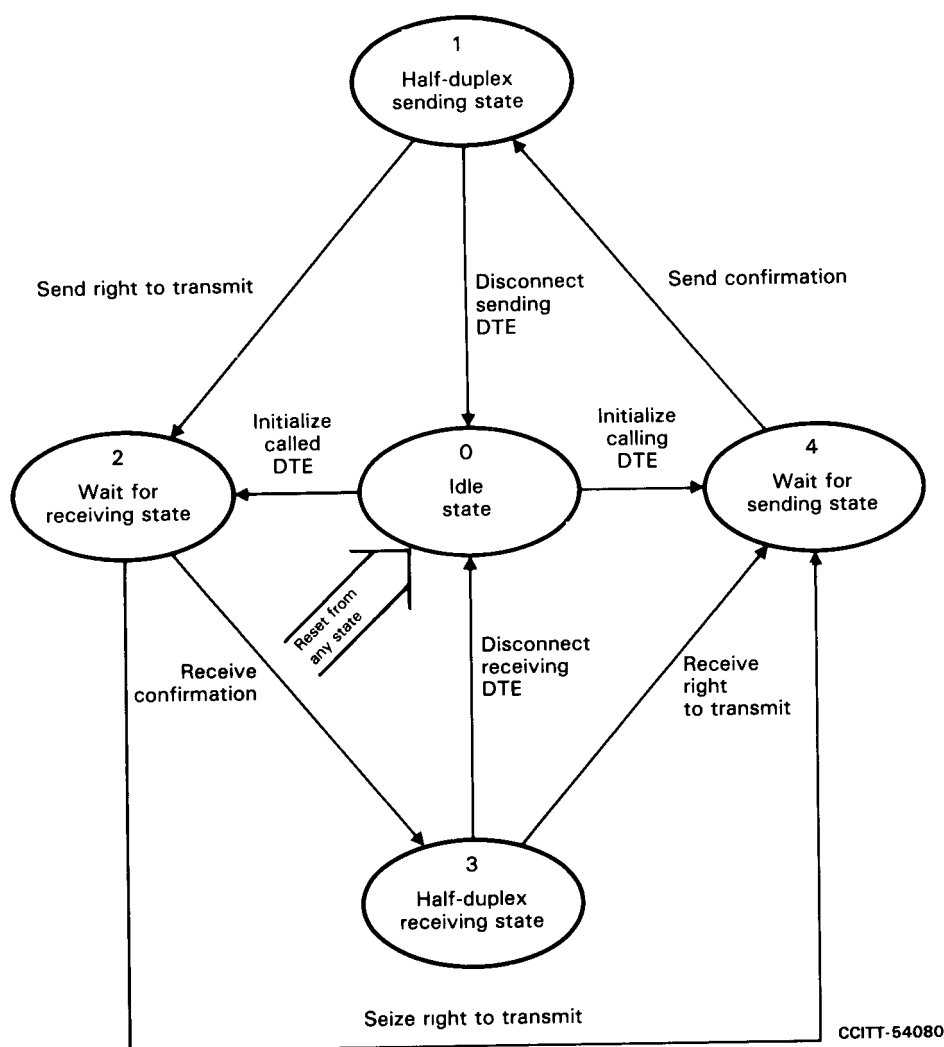 1
Half-duplex
sending state
Send right to transmit
Disconnect
sending
DTE
Send confirmation
Initialize
called
DTE
Initialize
calling
DTE
2
Wait for
receiving state
0
Idle
state
4
Wait for
sending state
Reset from
any state
Receive
confirmation
Disconnect
receiving
DTE
Receive
right
to transmit
3
Half-duplex
receiving state
Seize right to transmit
CCITT-54080